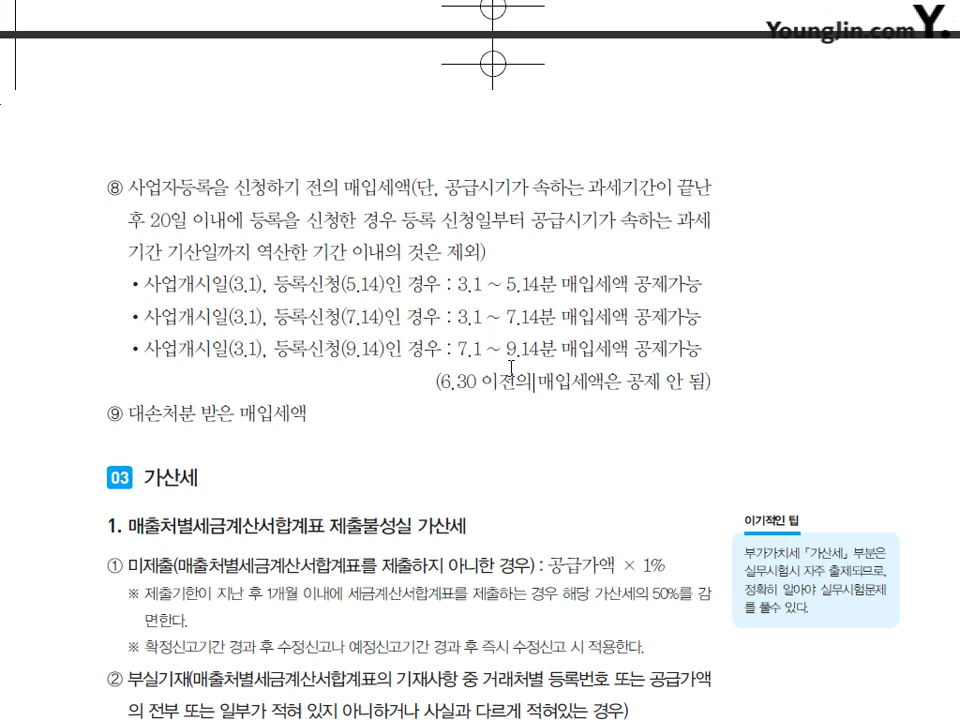 YoungJin.com Y.
⑧ 사업자등록을 신청하기 전의 매입세액(단, 공급시기가 속하는 과세기간이 끝난
후 20일 이내에 등록을 신청한 경우 등록 신청일부터 공급시기가 속하는 과세
기간 기산일까지 역산한 기간 이내의 것은 제외)
• 사업개시일(3.1), 등록신청(5.14)인 경우 : 3.1 ~ 5.14분 매입세액 공제가능
• 사업개시일(3.1), 등록신청(7.14)인 경우 : 3.1 ~ 7.14분 매입세액 공제가능
• 사업개시일(3.1), 등록신청(9.14)인 경우 : 7.1 ~ 9.14분 매입세액 공제가능
(6.30 이전의 매입세액은 공제 안 됨)
⑨ 대손처분 받은 매입세액
03 가산세
1. 매출처별세금계산서합계표 제출불성실 가산세
① 미제출(매출처별세금계산서합계표를 제출하지 아니한 경우) : 공급가액 × 1%
※ 제출기한이 지난 후 1개월 이내에 세금계산서합계표를 제출하는 경우 해당 가산세의 50%를 감
면한다.
※ 확정신고기간 경과 후 수정신고나 예정신고기간 경과 후 즉시 수정신고 시 적용한다.
② 부실기재(매출처별세금계산서합계표의 기재사항 중 거래처별 등록번호 또는 공급가액
의 전부 또는 일부가 적혀 있지 아니하거나 사실과 다르게 적혀있는 경우)
이기적인 팁
부가가치세 「가산세」 부분은
실무시험시 자주 출제되므로,
정확히 알아야 실무시험문제
를 풀수 있다.